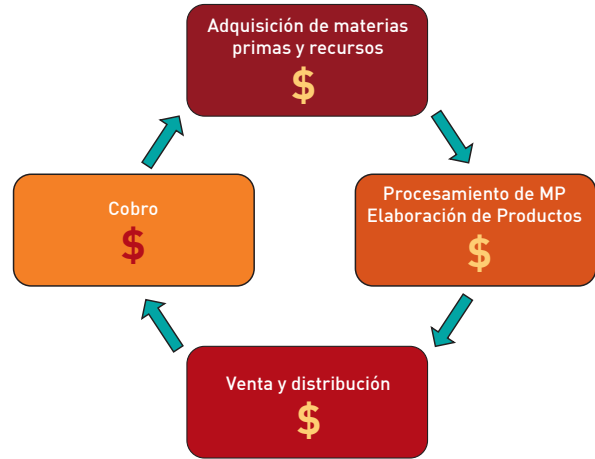 Adquisición de materias
primas y recursos
$
Procesamiento de MP
Elaboración de Productos
$
Venta y distribución
$
Cobro
$